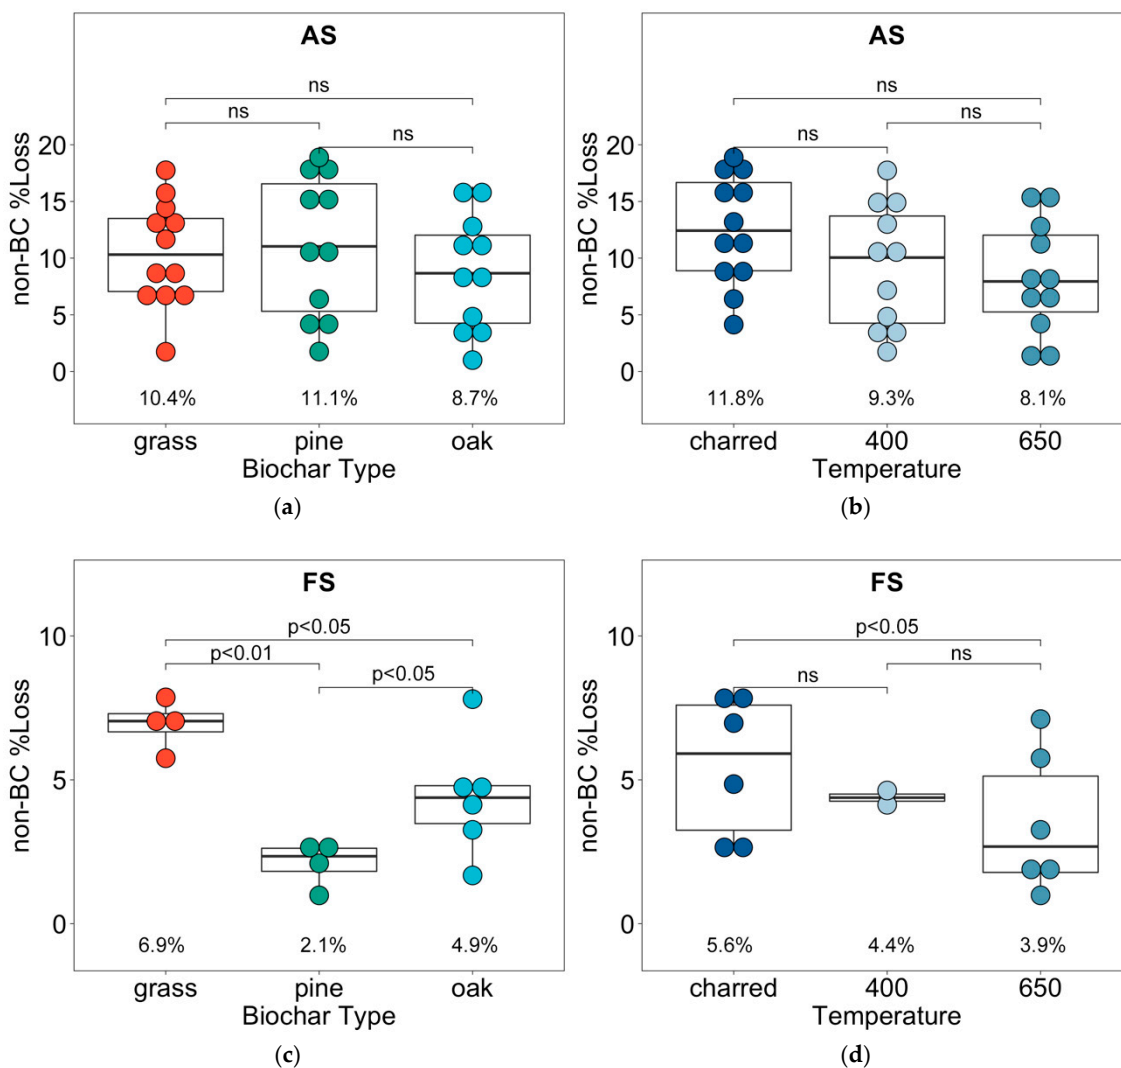 AS
ns
ns
ns
non-BC %Loss
20
15
10
5
0
10.4% 11.1% 8.7%
grass pine oak
Biochar Type
(a)
AS
ns
ns
ns
non-BC %Loss
20
15
10
5
0
11.8% 9.3% 8.1%
charred 400 650
Temperature
(b)
FS
p<0.05
p<0.01
p<0.05
non-BC %Loss
10
5
0
6.9% 2.1% 4.9%
grass pine oak
Biochar Type
(c)
FS
p<0.05
ns
ns
non-BC %Loss
10
5
0
5.6% 4.4% 3.9%
charred 400 650
Temperature
(d)